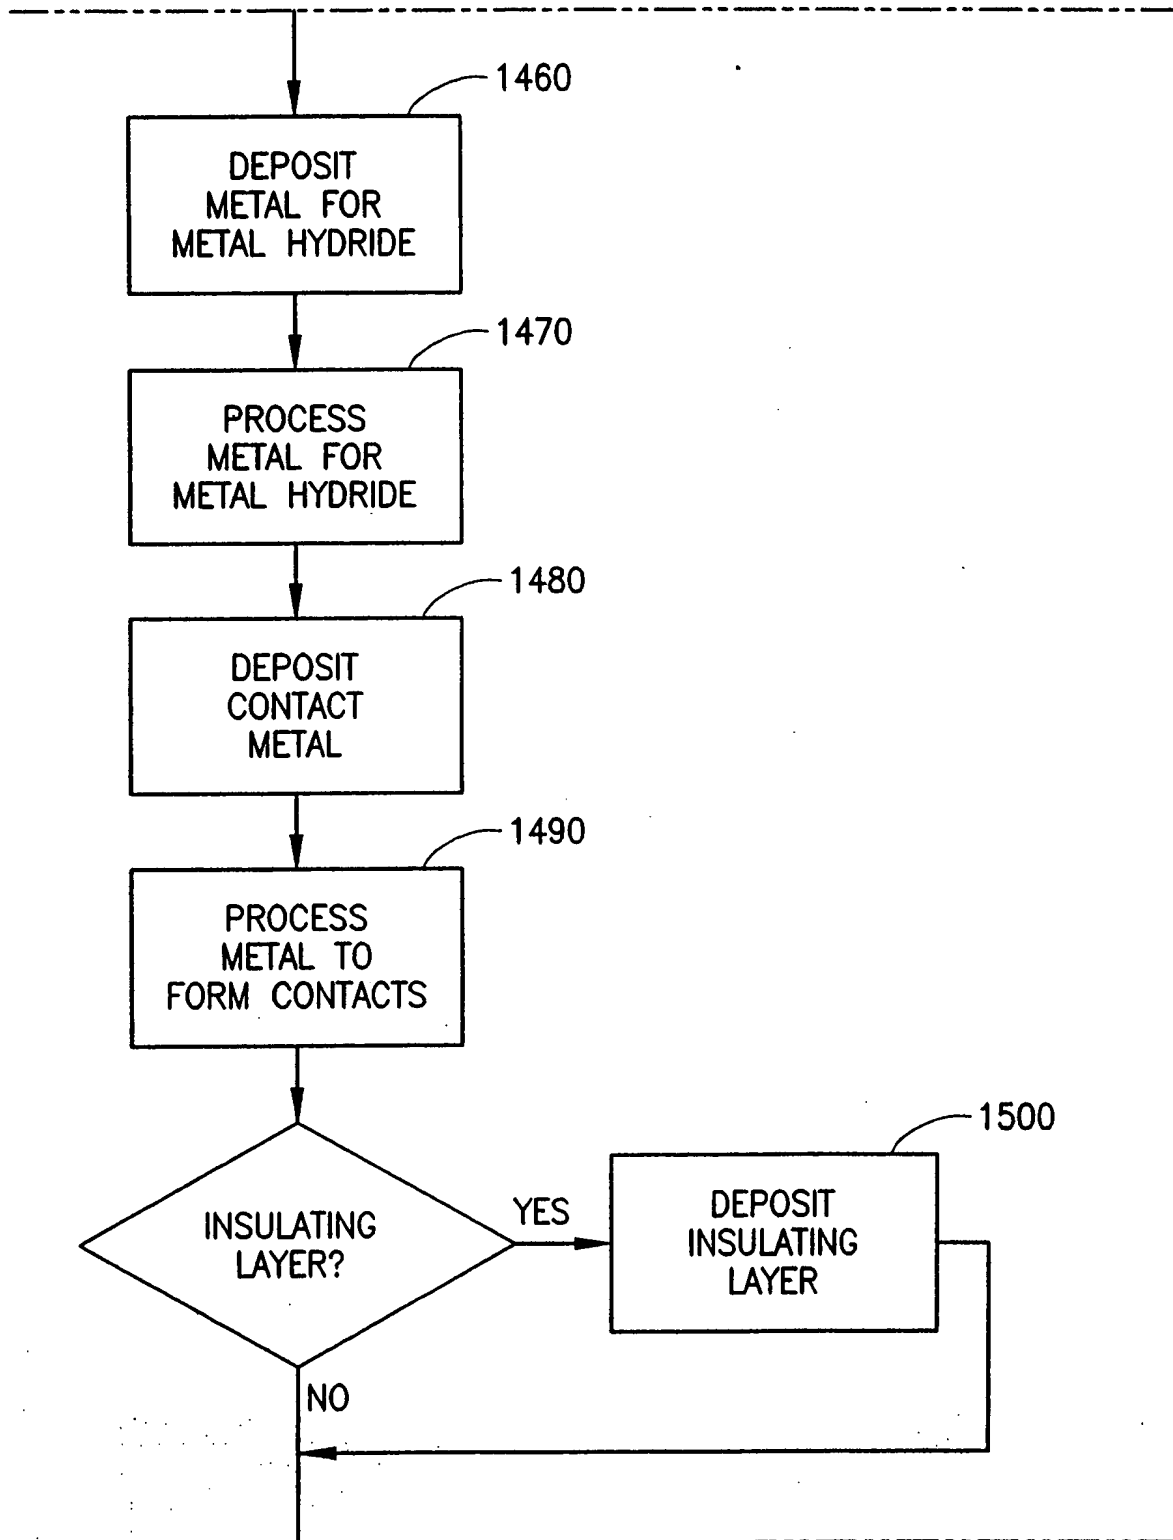 1460
DEPOSIT
METAL FOR
METAL HYDRIDE
1470
PROCESS
METAL FOR
METAL HYDRIDE
1480
DEPOSIT
CONTACT
METAL
1490
PROCESS
METAL TO
FORM CONTACTS
1500
INSULATING
LAYER?
YES
DEPOSIT
INSULATING
LAYER
NO